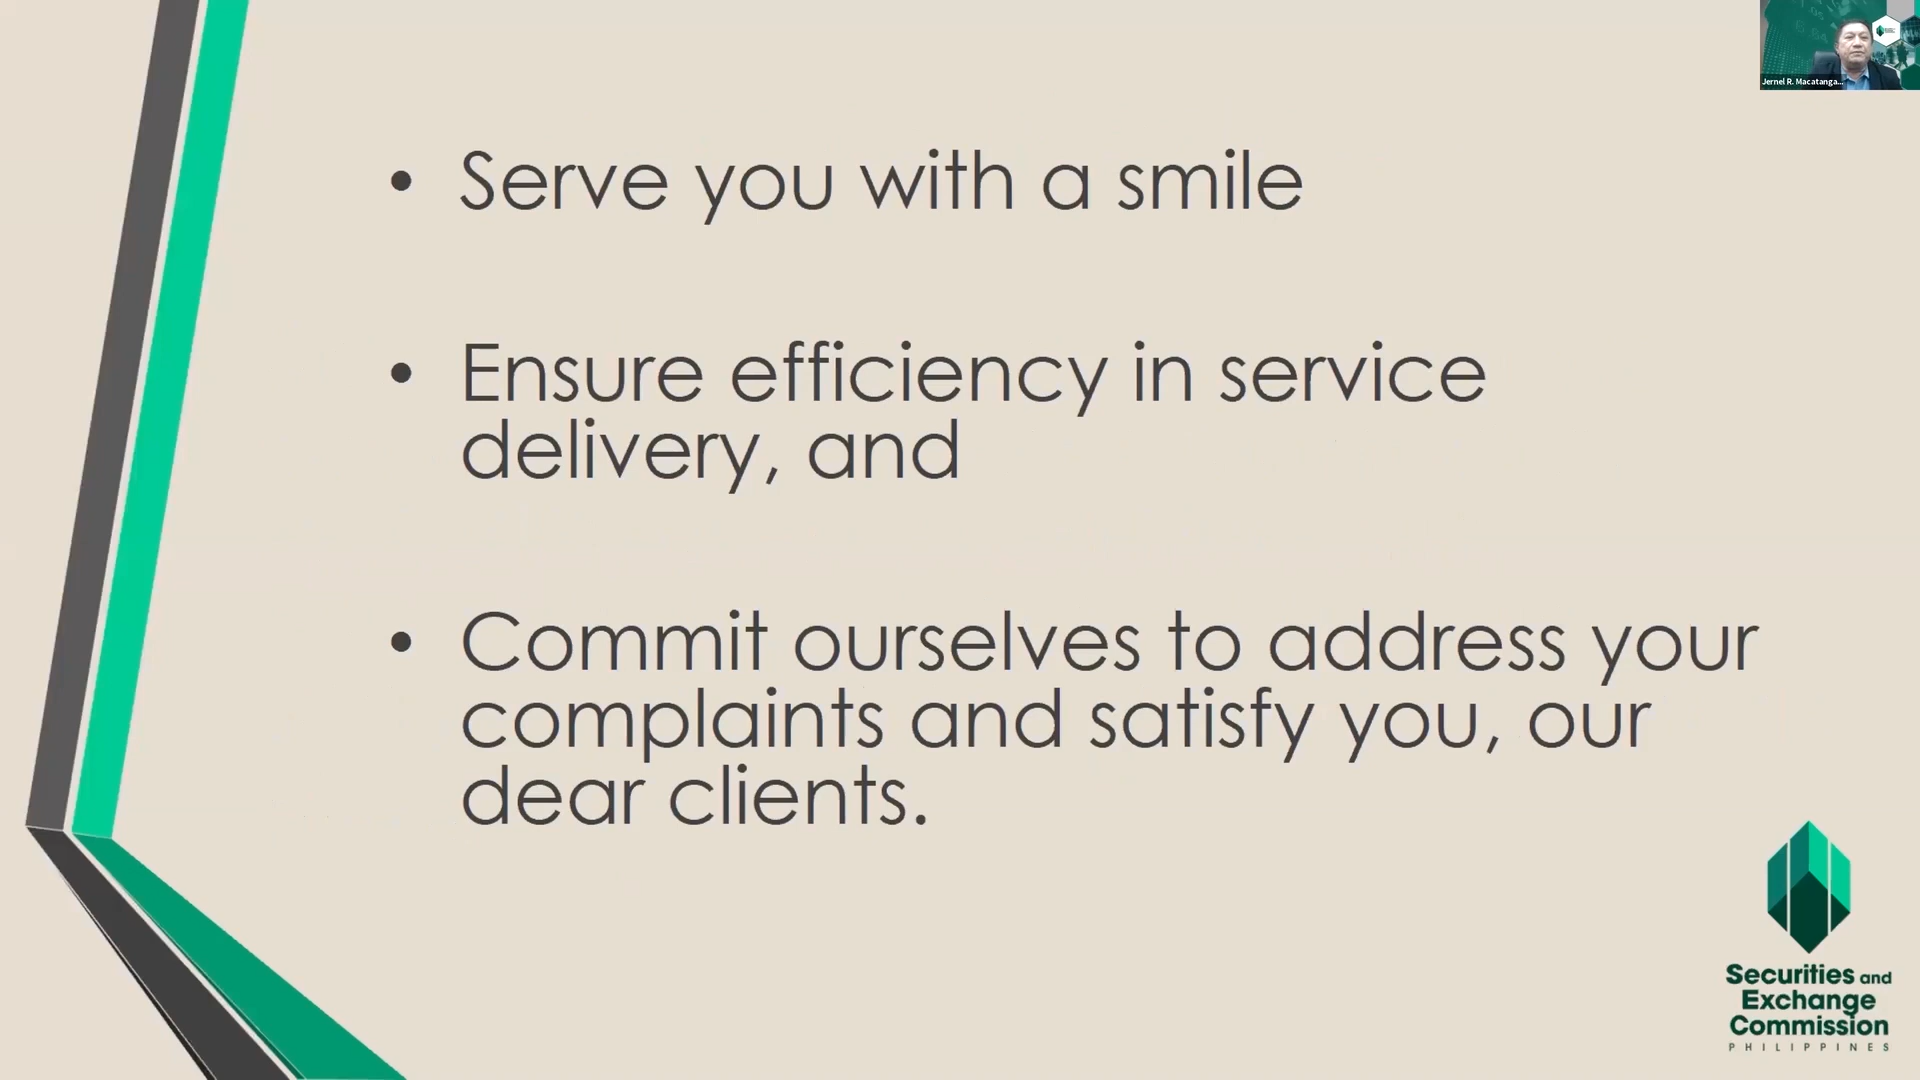 Jernel R. Macatanga...
• Serve you with a smile
• Ensure efficiency in service
delivery, and
• Commit ourselves to address your
complaints and satisfy you, our
dear clients.
Securities and
Exchange
Commission
PHILIPPINES